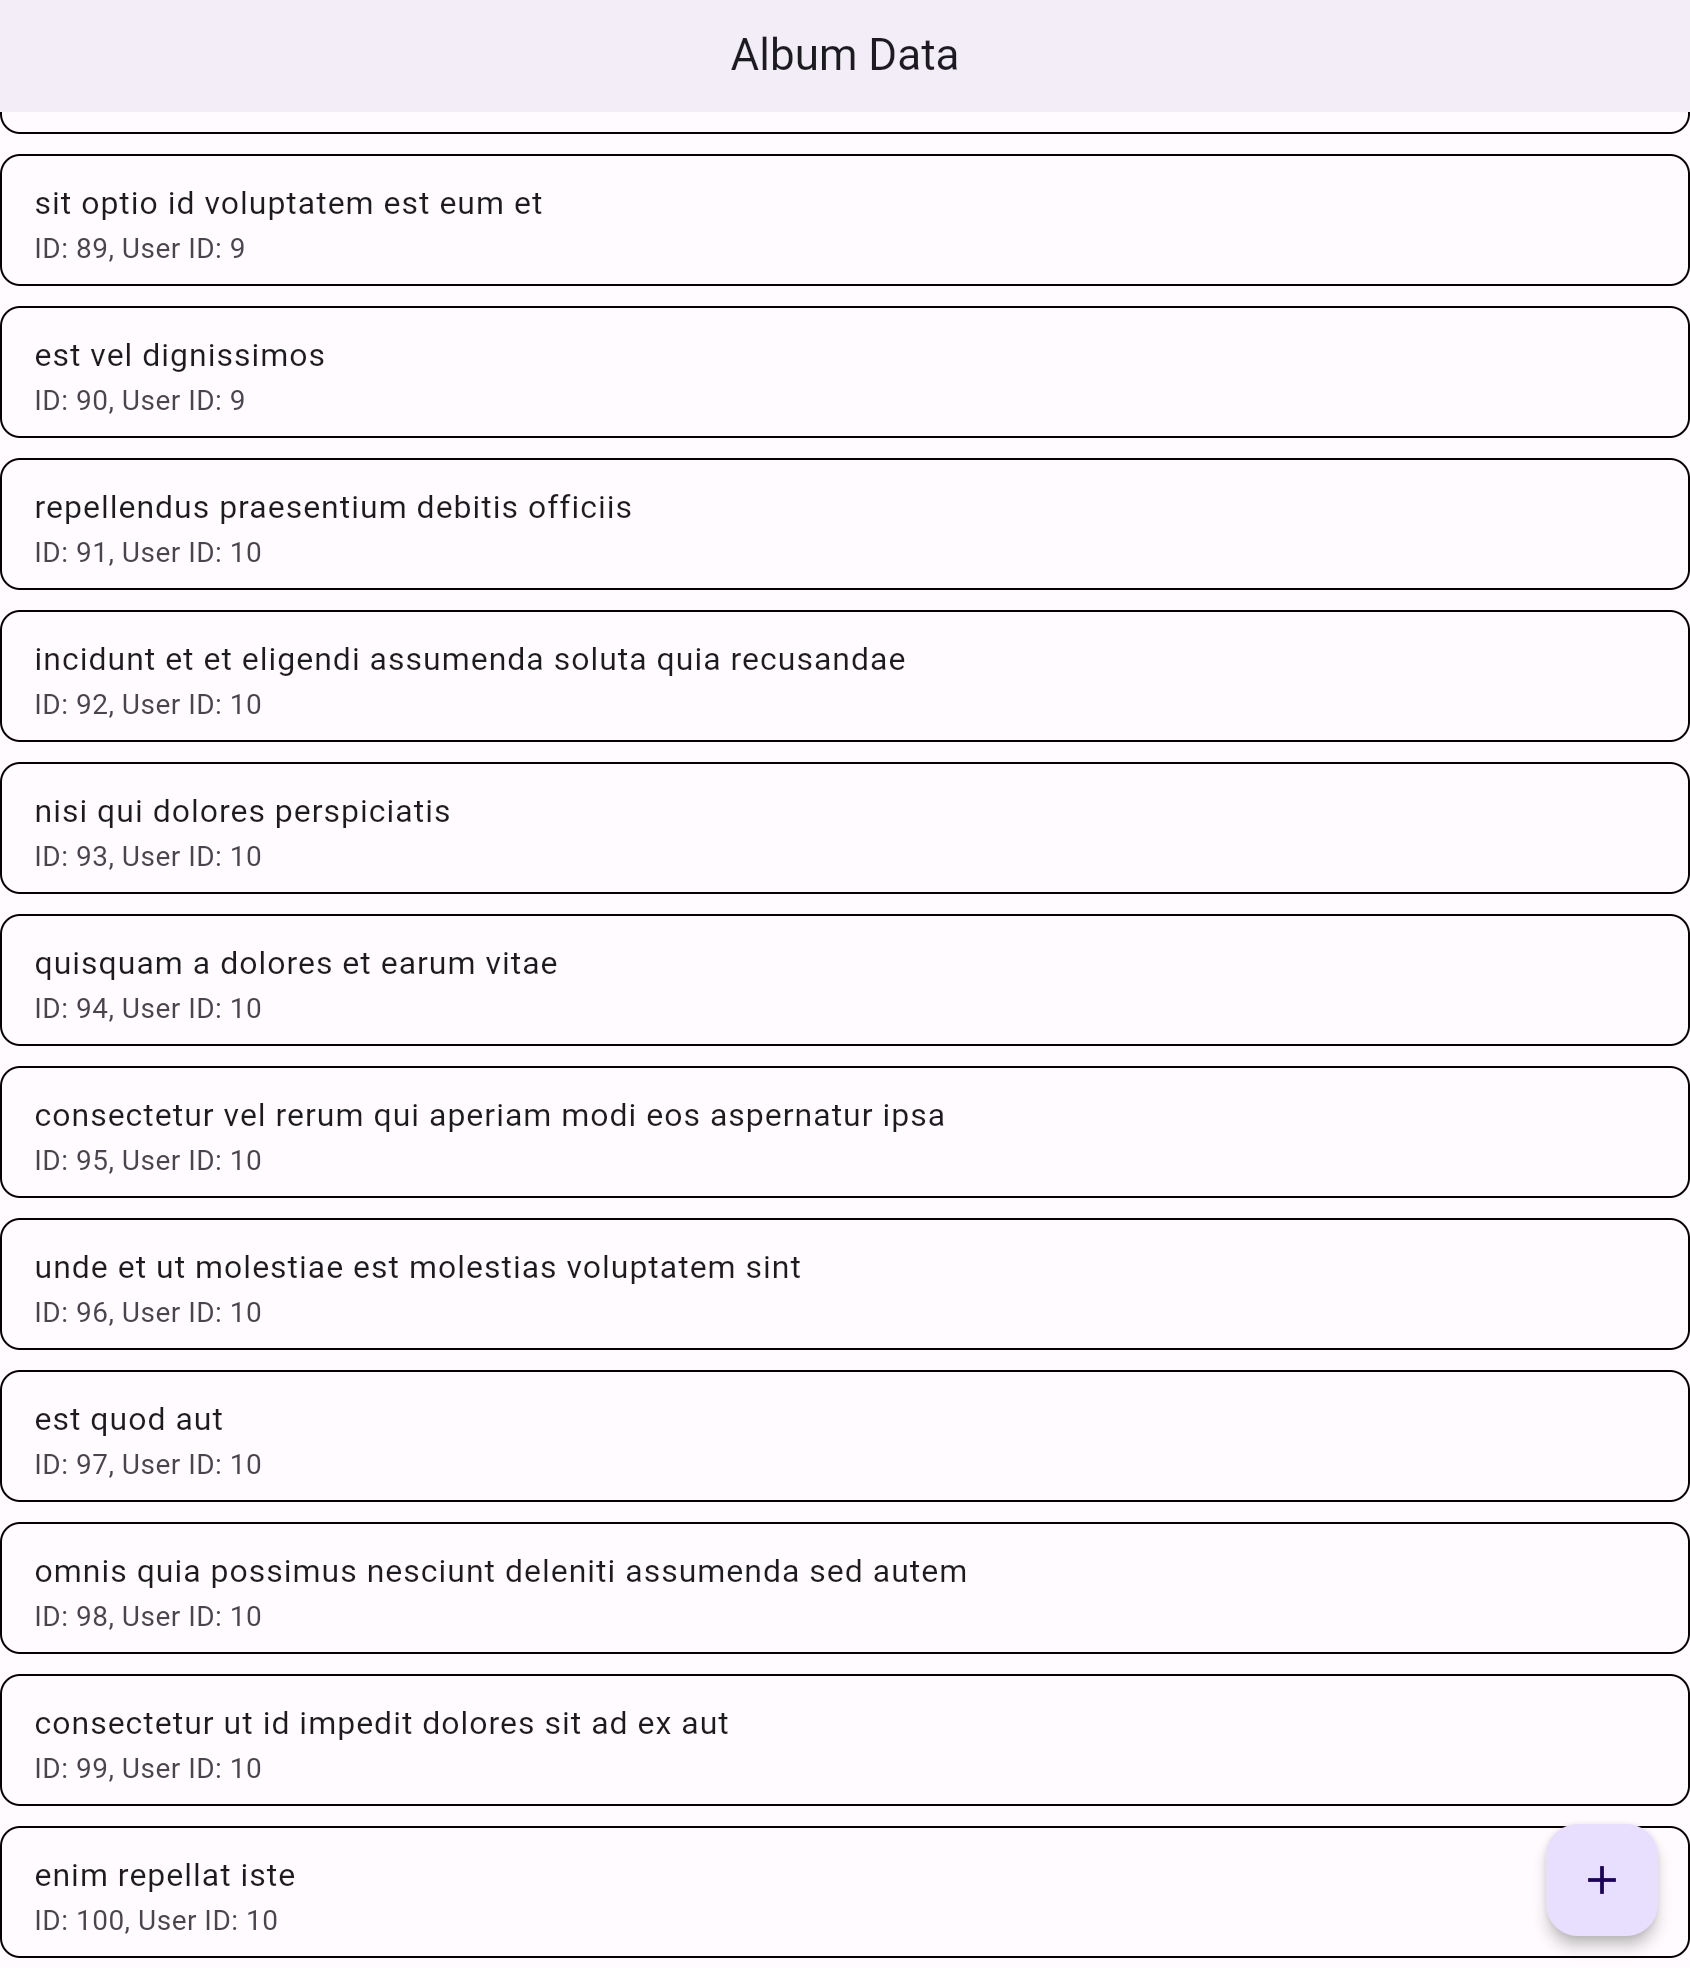 Album Data
sit optio id voluptatem est eum et
ID: 89, User ID: 9
est vel dignissimos
ID: 90, User ID: 9
repellendus praesentium debitis officiis
ID: 91, User ID: 10
incidunt et et eligendi assumenda soluta quia recusandae
ID: 92, User ID: 10
nisi qui dolores perspiciatis
ID: 93, User ID: 10
quisquam a dolores et earum vitae
ID: 94, User ID: 10
consectetur vel rerum qui aperiam modi eos aspernatur ipsa
ID: 95, User ID: 10
unde et ut molestiae est molestias voluptatem sint
ID: 96, User ID: 10
est quod aut
ID: 97, User ID: 10
omnis quia possimus nesciunt deleniti assumenda sed autem
ID: 98, User ID: 10
consectetur ut id impedit dolores sit ad ex aut
ID: 99, User ID: 10
enim repellat iste
ID: 100, User ID: 10